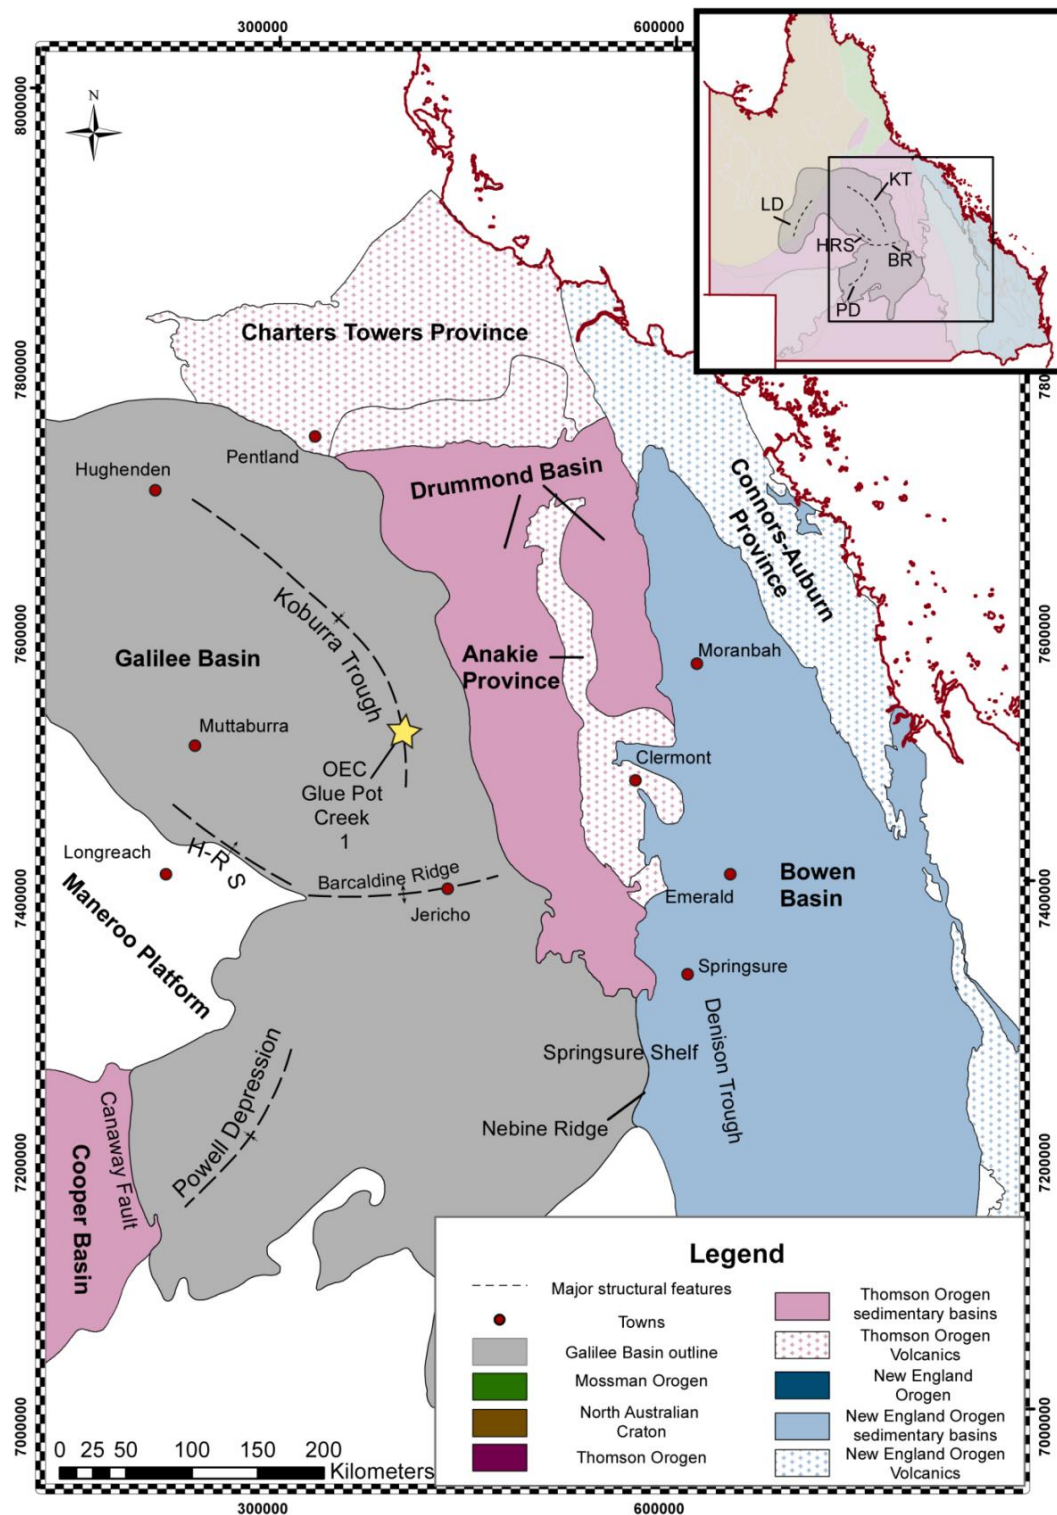 300000
600000
8000000
7800000
7600000
7400000
7200000
7000000
N
KT
LD
HRS
BR
PD
Charters Towers Province
Pentland
Hughenden
Drummond Basin
Connors-Auburn
Province
Koburra Trough
Galilee Basin
Anakie
Province
Moranbah
Muttaburra
OEC
Glue Pot
Creek
1
Clermont
Longreach
H-R S
Barcaldine Ridge
Jericho
Emerald
Bowen
Basin
Maneroo Platform
Springsure
Denison Trough
Springsure Shelf
Nebine Ridge
Powell Depression
Canaway Fault
Cooper Basin
7800000
7600000
7400000
7200000
7000000
Legend
Major structural features
Towns
Galilee Basin outline
Mossman Orogen
North Australian
Craton
Thomson Orogen
Thomson Orogen
sedimentary basins
Thomson Orogen
Volcanics
New England
Orogen
New England Orogen
sedimentary basins
New England Orogen
Volcanics
0 25 50 100 150 200
Kilometers
300000
600000